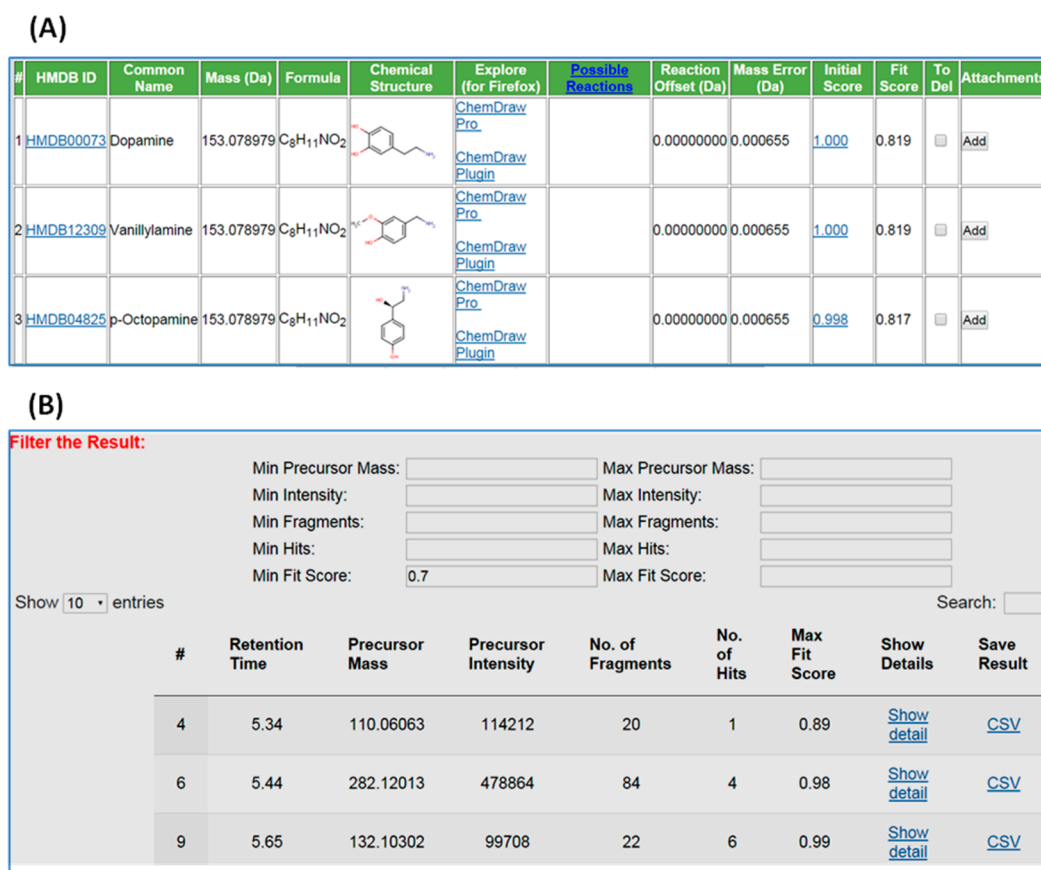 (A)
# HMDB ID Common Name Mass (Da) Formula Chemical Structure Explore (for Firefox) Possible Reactions Reaction Offset (Da) Mass Error (Da) Initial Score Fit Score To Del Attachments
1 HMDB00073 Dopamine 153.078979 C8H11NO2 ChemDraw Pro ChemDraw Plugin 0.00000000 0.000655 1.000 0.819 Add
2 HMDB12309 Vanillylamine 153.078979 C8H11NO2 ChemDraw Pro ChemDraw Plugin 0.00000000 0.000655 1.000 0.819 Add
3 HMDB04825 p-Octopamine 153.078979 C8H11NO2 ChemDraw Pro ChemDraw Plugin 0.00000000 0.000655 0.998 0.817 Add
(B)
Filter the Result:
Min Precursor Mass: Max Precursor Mass:
Min Intensity: Max Intensity:
Min Fragments: Max Fragments:
Min Hits: Max Hits:
Min Fit Score: 0.7 Max Fit Score:
Show 10 entries Search:
# Retention Time Precursor Mass Precursor Intensity No. of Fragments No. of Hits Max Fit Score Show Details Save Result
4 5.34 110.06063 114212 20 1 0.89 Show detail CSV
6 5.44 282.12013 478864 84 4 0.98 Show detail CSV
9 5.65 132.10302 99708 22 6 0.99 Show detail CSV